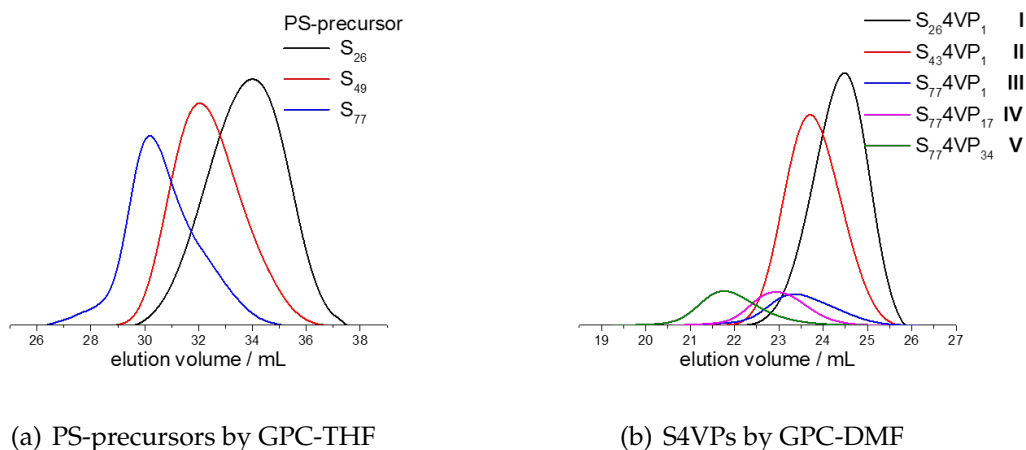 PS-precursor
S26
S49
S77
26 28 30 32 34 36 38
elution volume / mL
(a) PS-precursors by GPC-THF
S264VP1 I
S434VP1 II
S774VP1 III
S774VP17 IV
S774VP34 V
19 20 21 22 23 24 25 26 27
elution volume / mL
(b) S4VPs by GPC-DMF